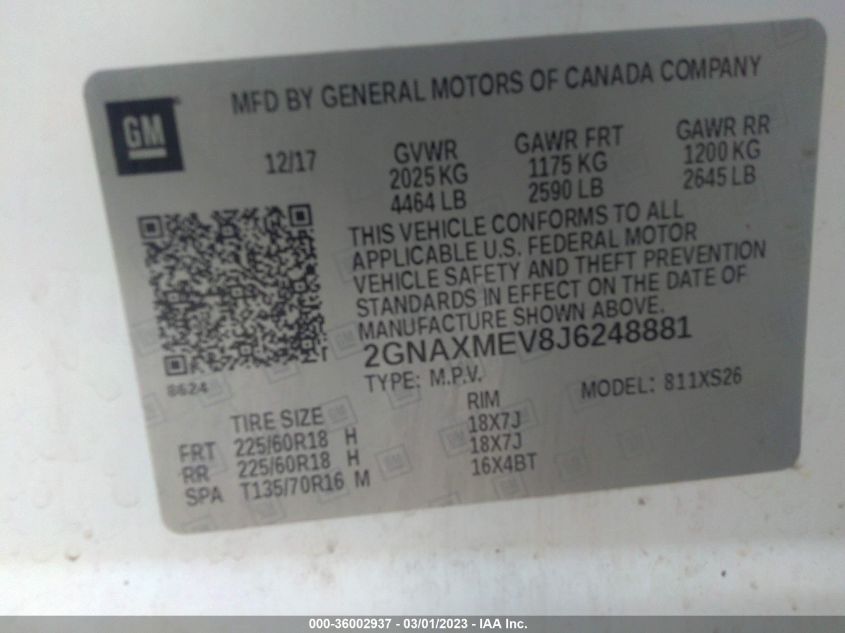 GM
MFD BY GENERAL MOTORS OF CANADA COMPANY
12/17
GVWR
2025 KG
4464 LB
GAWR FRT
1175 KG
2590 LB
GAWR RR
1200 KG
2645 LB
THIS VEHICLE CONFORMS TO ALL
APPLICABLE U.S. FEDERAL MOTOR
VEHICLE SAFETY AND THEFT PREVENTION
STANDARDS IN EFFECT ON THE DATE OF
MANUFACTURE SHOWN ABOVE.
8624
2GNAXMEV8J6248881
TYPE: M.P.V.
MODEL: 811XS26
TIRE SIZE
RIM
FRT 225/60R18 H 18X7J
RR 225/60R18 H 18X7J
SPA T135/70R16 M 16X4BT
000-36002937 - 03/01/2023 - IAA Inc.